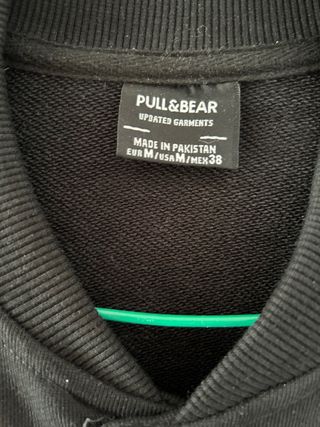 PULL&BEAR
UPDATED GARMENTS
MADE IN PAKISTAN
EUR M/USA M/MEX 38